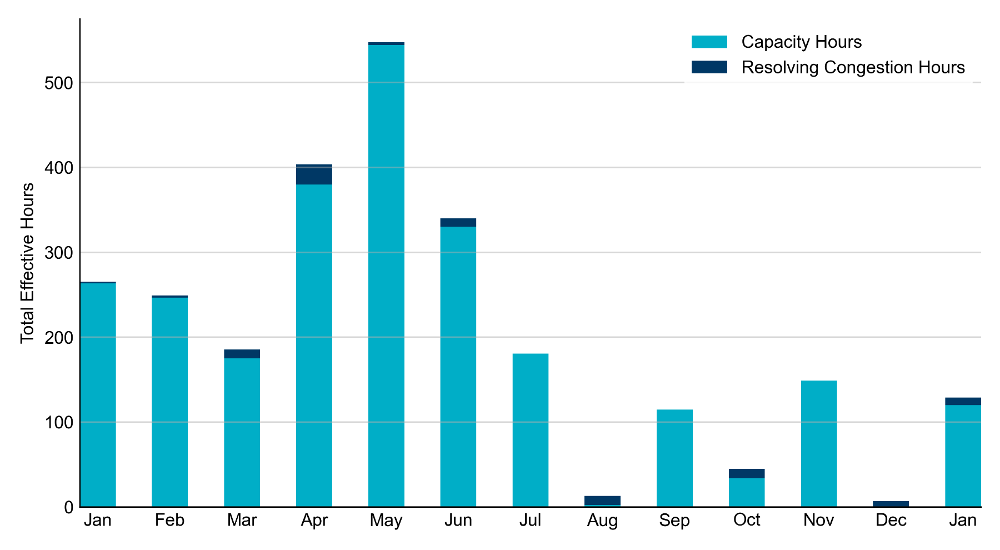 Capacity Hours
Resolving Congestion Hours
Total Effective Hours
500
400
300
200
100
0
Jan Feb Mar Apr May Jun Jul Aug Sep Oct Nov Dec Jan